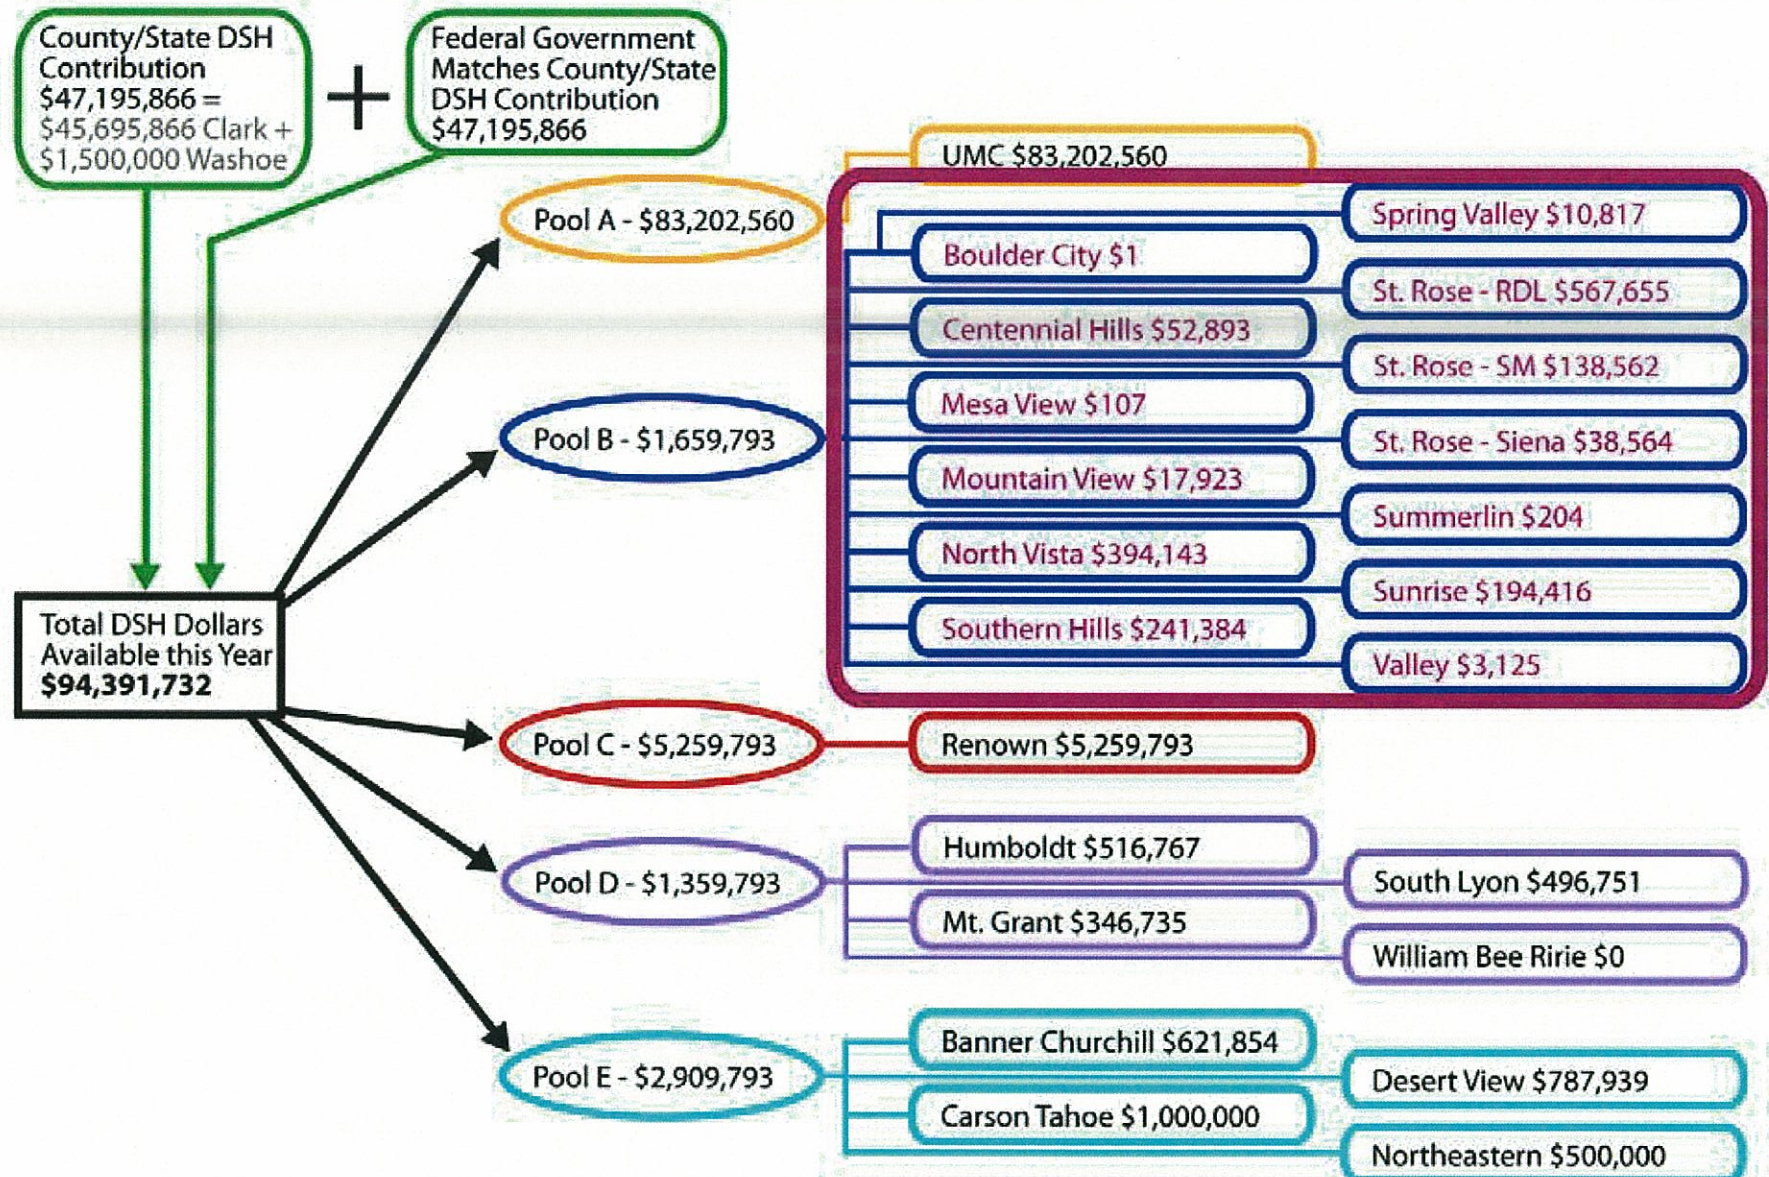 County/State DSH
Contribution
$47,195,866 =
$45,695,866 Clark +
$1,500,000 Washoe
+
Federal Government
Matches County/State
DSH Contribution
$47,195,866
Total DSH Dollars
Available this Year
$94,391,732
Pool A - $83,202,560
UMC $83,202,560
Pool B - $1,659,793
Spring Valley $10,817
Boulder City $1
St. Rose - RDL $567,655
Centennial Hills $52,893
St. Rose - SM $138,562
Mesa View $107
St. Rose - Siena $38,564
Mountain View $17,923
Summerlin $204
North Vista $394,143
Sunrise $194,416
Southern Hills $241,384
Valley $3,125
Pool C - $5,259,793
Renown $5,259,793
Pool D - $1,359,793
Humboldt $516,767
South Lyon $496,751
Mt. Grant $346,735
William Bee Ririe $0
Pool E - $2,909,793
Banner Churchill $621,854
Desert View $787,939
Carson Tahoe $1,000,000
Northeastern $500,000